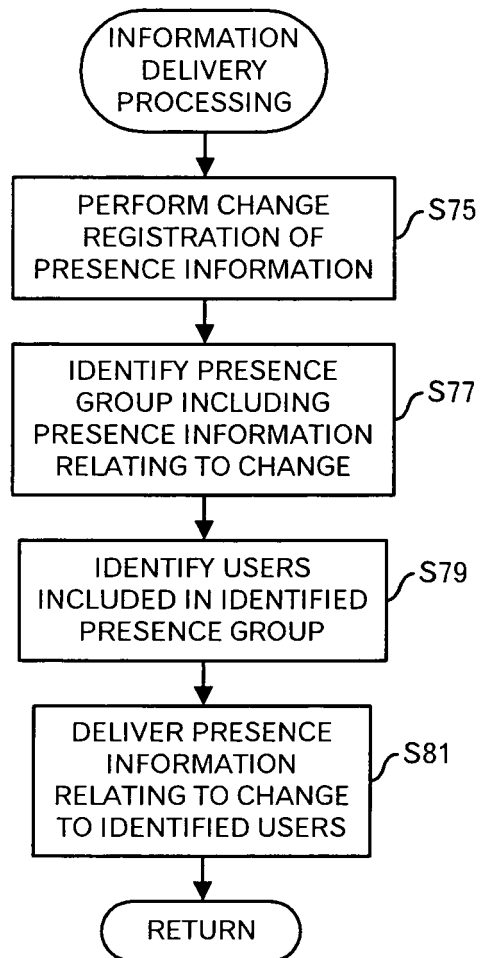 INFORMATION
DELIVERY
PROCESSING
PERFORM CHANGE
REGISTRATION OF
PRESENCE INFORMATION
S75
IDENTIFY PRESENCE
GROUP INCLUDING
PRESENCE INFORMATION
RELATING TO CHANGE
S77
IDENTIFY USERS
INCLUDED IN IDENTIFIED
PRESENCE GROUP
S79
DELIVER PRESENCE
INFORMATION
RELATING TO CHANGE
TO IDENTIFIED USERS
S81
RETURN